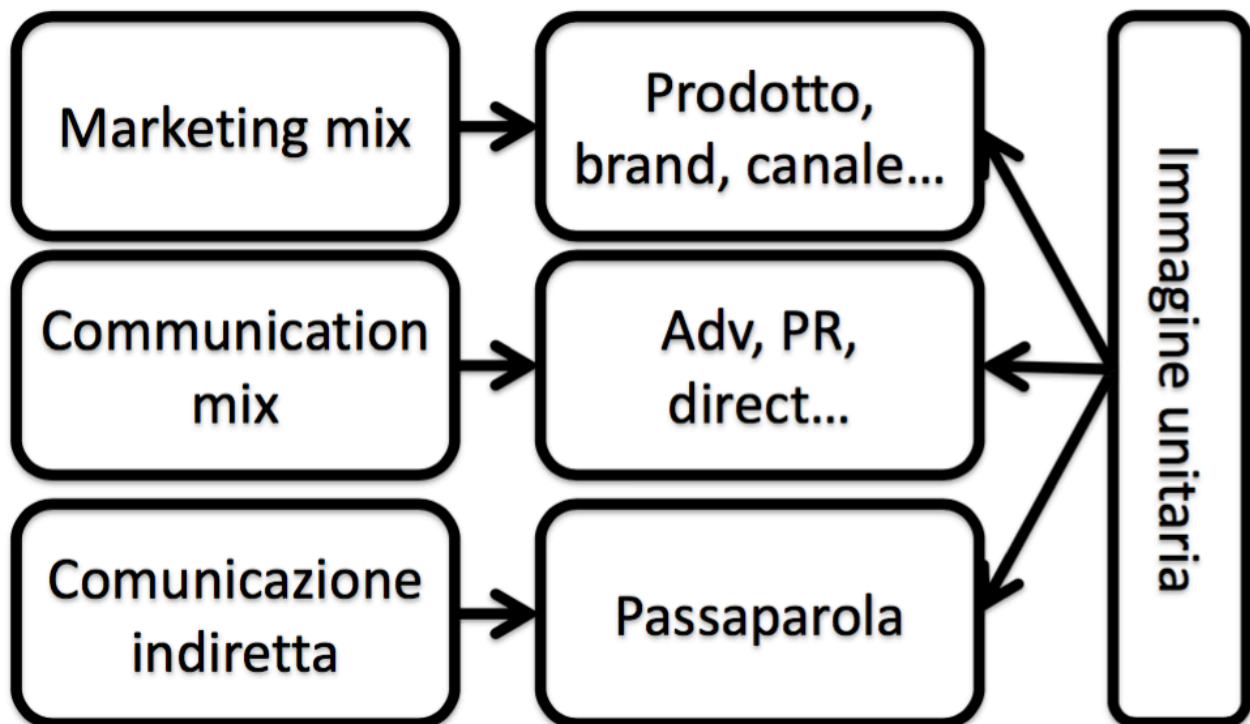 Marketing mix
Prodotto,
brand, canale…
Communication
mix
Adv, PR,
direct…
Comunicazione
indiretta
Passaparola
Immagine unitaria